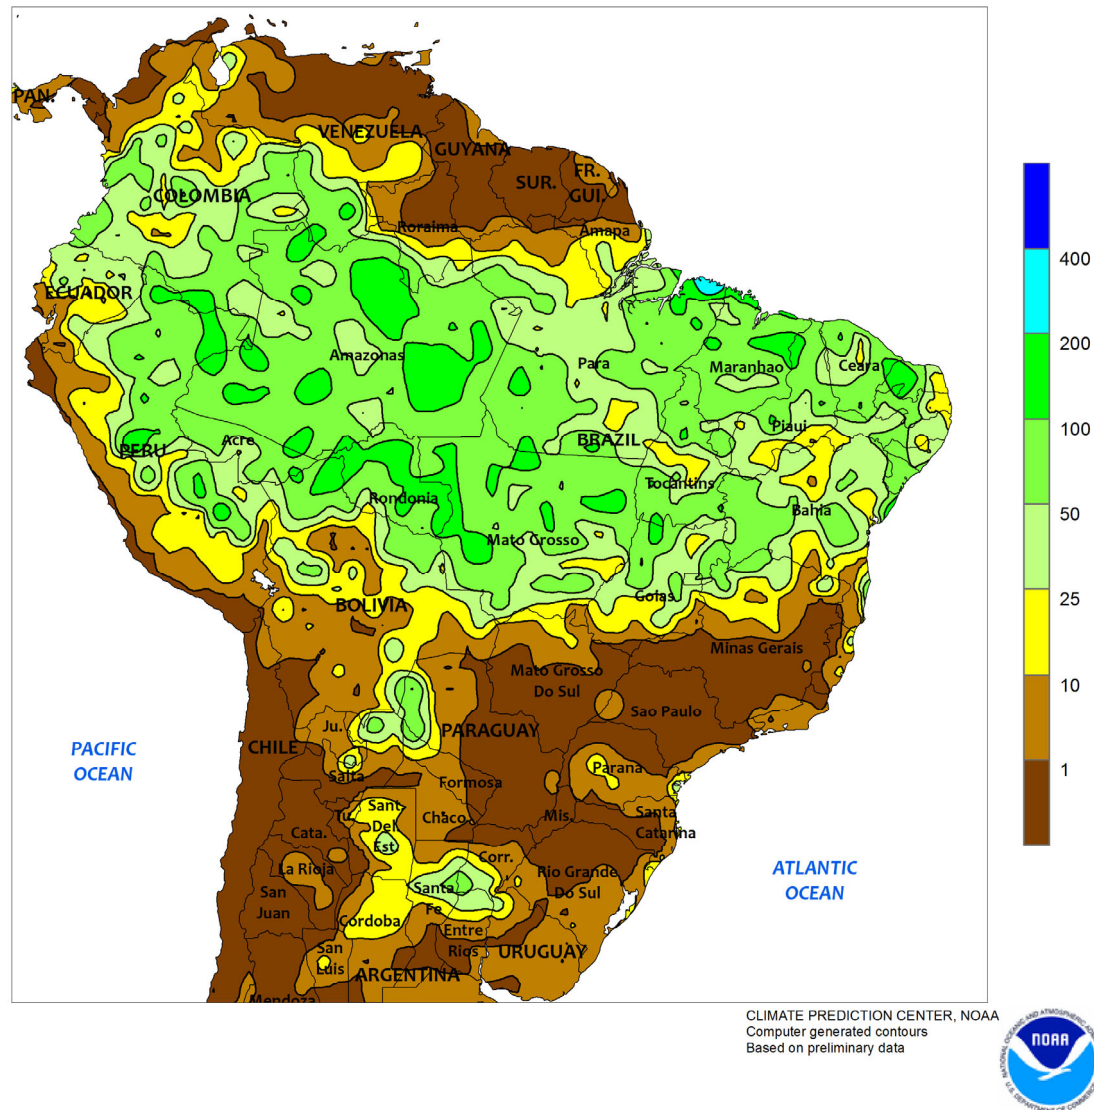 PAN.
VENEZUELA
GUYANA
SUR.
FR.
GUI.
COLOMBIA
Roraima
Amapa
ECUADOR
Amazonas
Para
Maranhao
Ceara
PERU
Acre
BRAZIL
Piaui
Rondonia
Tocantins
Bahia
Mato Grosso
BOLIVIA
Goias
Minas Gerais
Mato Grosso
Do Sul
Sao Paulo
Ju.
PARAGUAY
CHILE
PACIFIC
OCEAN
Salta
Formosa
Parana
Tu.
Sant.
Del
Est.
Chaco
Mis.
Santa
Catarina
Cata.
La Rioja
Corr.
Rio Grande
Do Sul
ATLANTIC
OCEAN
San
Juan
Santa
Fe
Cordoba
Entre
Rios
URUGUAY
San
Luis
ARGENTINA
Mendoza
400
200
100
50
25
10
1
CLIMATE PREDICTION CENTER, NOAA
Computer generated contours
Based on preliminary data
NOAA